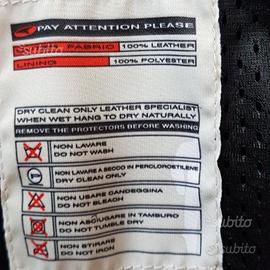 PAY ATTENTION PLEASE
OUTER FABRIC 100% LEATHER
LINING 100% POLYESTER
DRY CLEAN ONLY LEATHER SPECIALIST
WHEN WET HANG TO DRY NATURALLY
REMOVE THE PROTECTORS BEFORE WASHING
NON LAVARE
DO NOT WASH
NON LAVARE A SECCO IN PERCLOROETILENE
DRY CLEAN ONLY
NON USARE CANDEGGINA
DO NOT BLEACH
NON ASCIUGARE IN TAMBURO
DO NOT TUMBLE DRY
NON STIRARE
DO NOT IRON
subito
subito
subito